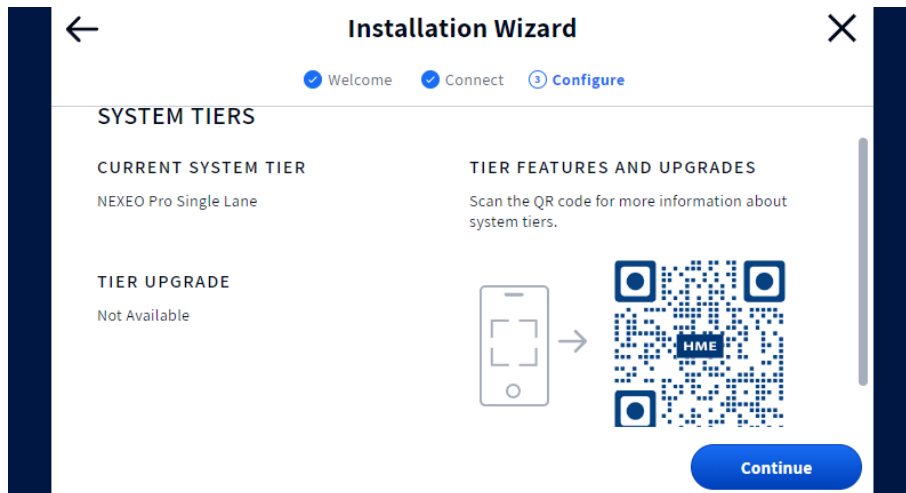 Installation Wizard
Welcome
Connect
3 Configure
SYSTEM TIERS
CURRENT SYSTEM TIER
NEXEO Pro Single Lane
TIER UPGRADE
Not Available
TIER FEATURES AND UPGRADES
Scan the QR code for more information about
system tiers.
HME
Continue